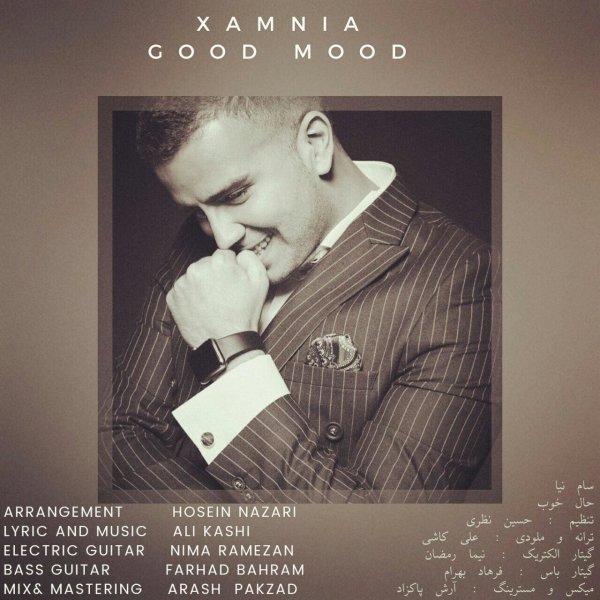 XAMNIA
GOOD MOOD
ARRANGEMENT HOSEIN NAZARI
LYRIC AND MUSIC ALI KASHI
ELECTRIC GUITAR NIMA RAMEZAN
BASS GUITAR FARHAD BAHRAM
MIX& MASTERING ARASH PAKZAD
سام نیا
حال خوب
تنظیم : حسین نظری
ترانه و ملودی : علی کاشی
گیتار الکتریک : نیما رمضان
گیتار باس : فرهاد بهرام
میکس و مسترینگ : آرش پاکزاد